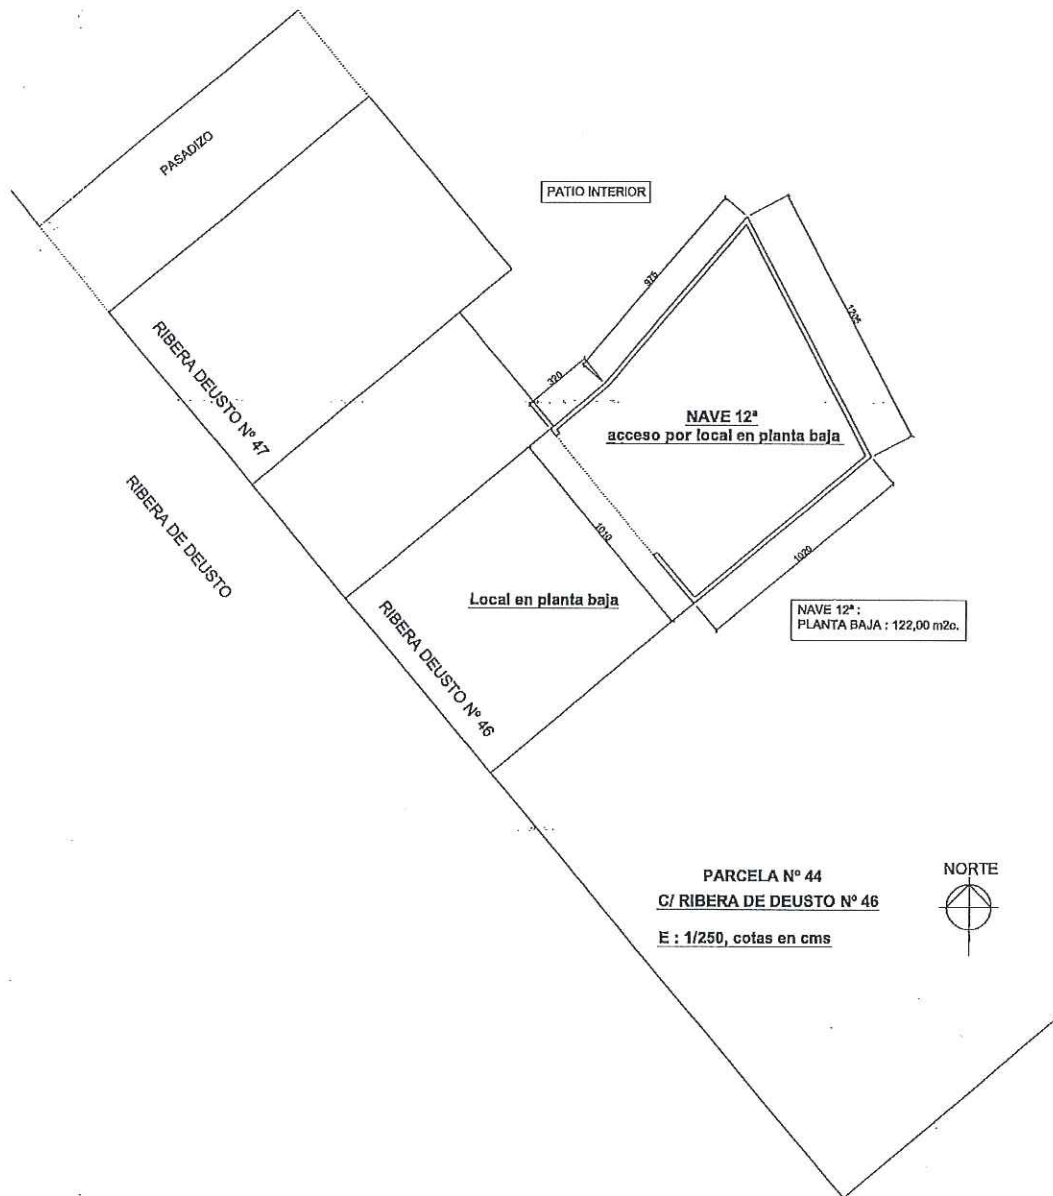 PASADIZO
PATIO INTERIOR
975
1205
320
RIBERA DEUSTO Nº 47
NAVE 12ª
acceso por local en planta baja
RIBERA DE DEUSTO
1010
1020
Local en planta baja
NAVE 12ª :
PLANTA BAJA : 122,00 m2c.
RIBERA DEUSTO Nº 46
PARCELA Nº 44
C/ RIBERA DE DEUSTO Nº 46
E : 1/250, cotas en cms
NORTE